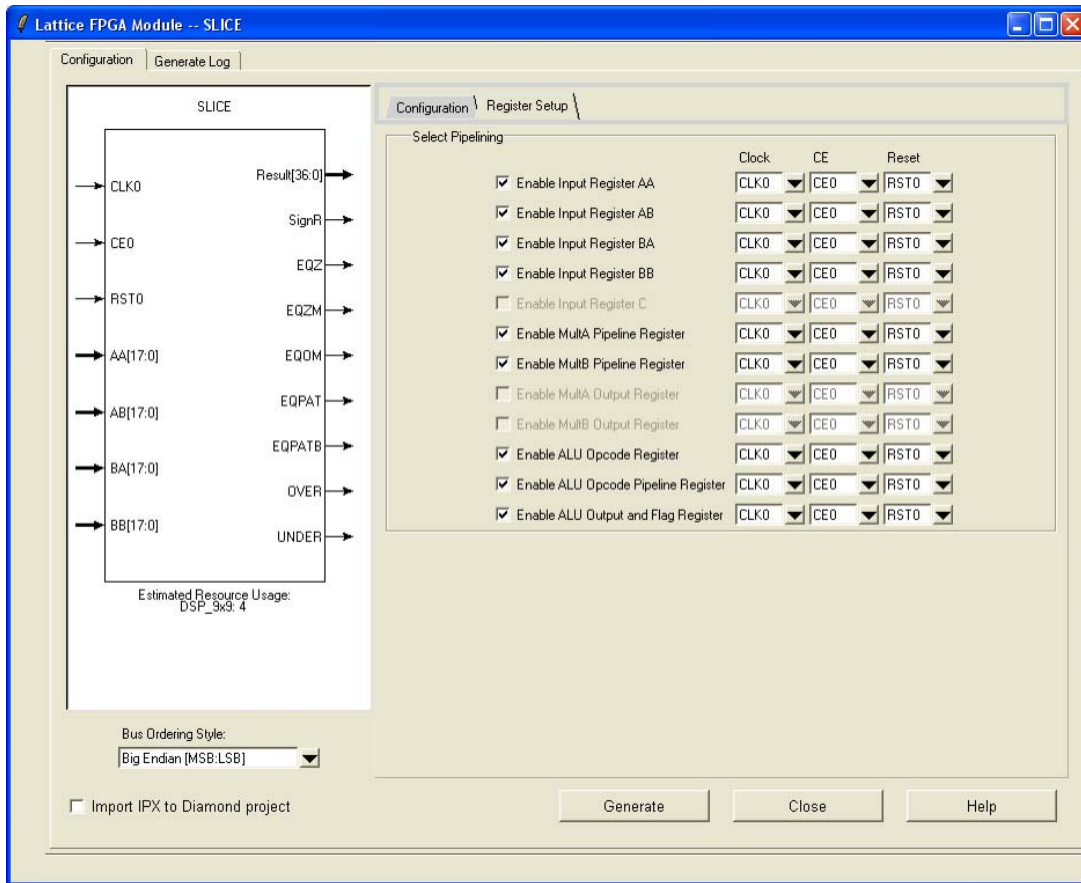 Lattice FPGA Module -- SLICE
Configuration Generate Log
SLICE
CLK0
CE0
RST0
AA[17:0]
AB[17:0]
BA[17:0]
BB[17:0]
Result[36:0]
SignR
EQZ
EQZM
EQOM
EQPAT
EQPATB
OVER
UNDER
Estimated Resource Usage:
DSP_9x9: 4
Bus Ordering Style:
Big Endian [MSB:LSB]
Import IPX to Diamond project
Configuration Register Setup
Select Pipelining
Clock CE Reset
Enable Input Register AA CLK0 CE0 RST0
Enable Input Register AB CLK0 CE0 RST0
Enable Input Register BA CLK0 CE0 RST0
Enable Input Register BB CLK0 CE0 RST0
Enable Input Register C CLK0 CE0 RST0
Enable MultA Pipeline Register CLK0 CE0 RST0
Enable MultB Pipeline Register CLK0 CE0 RST0
Enable MultA Output Register CLK0 CE0 RST0
Enable MultB Output Register CLK0 CE0 RST0
Enable ALU Opcode Register CLK0 CE0 RST0
Enable ALU Opcode Pipeline Register CLK0 CE0 RST0
Enable ALU Output and Flag Register CLK0 CE0 RST0
Generate Close Help